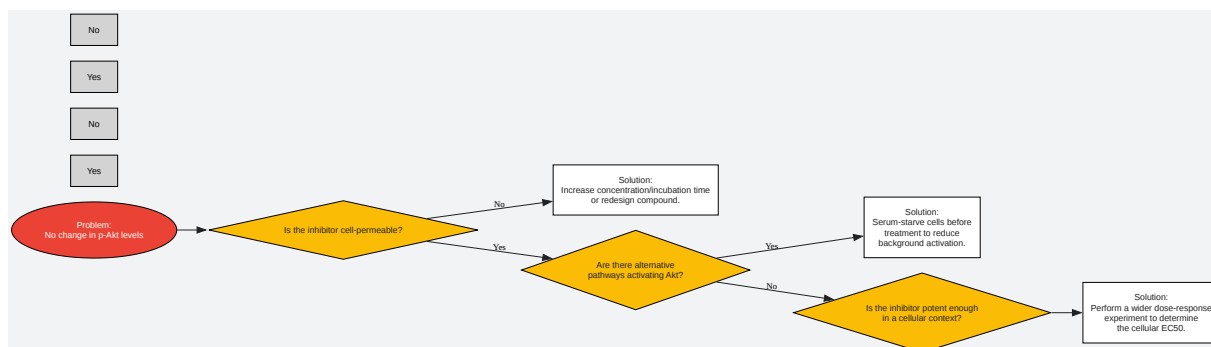 No
Yes
No
Yes
Problem:
No change in p-Akt levels
Is the inhibitor cell-permeable?
No
Solution:
Increase concentration/incubation time
or redesign compound.
Yes
Are there alternative
pathways activating Akt?
Yes
Solution:
Serum-starve cells before
treatment to reduce
background activation.
No
Is the inhibitor potent enough
in a cellular context?
Solution:
Perform a wider dose-response
experiment to determine
the cellular EC50.